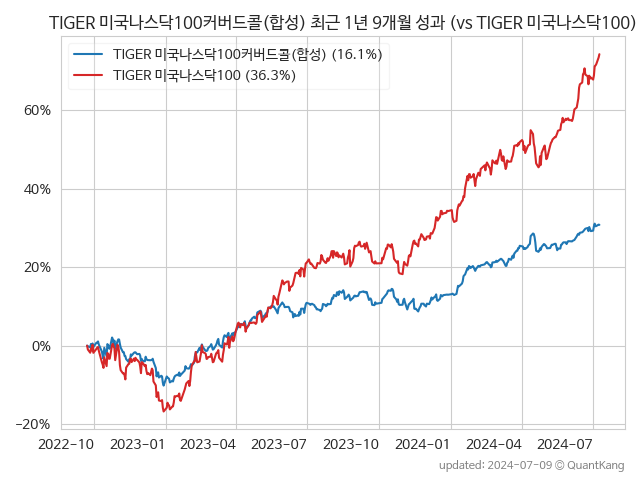 TIGER 미국나스닥100커버드콜(합성) 최근 1년 9개월 성과 (vs TIGER 미국나스닥100)
TIGER 미국나스닥100커버드콜(합성) (16.1%)
TIGER 미국나스닥100 (36.3%)
60%
40%
20%
0%
−20%
2022-10 2023-01 2023-04 2023-07 2023-10 2024-01 2024-04 2024-07
updated: 2024-07-09 © QuantKang